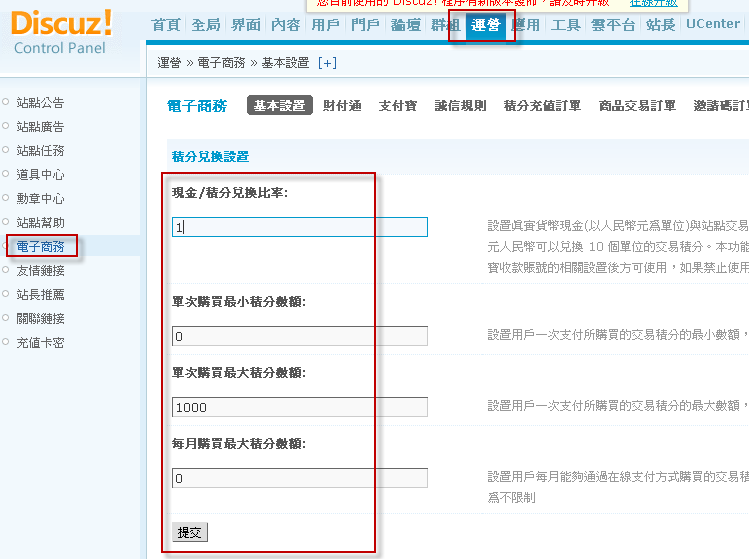 您目前使用的 Discuz! 程序有新版本發佈，請及時升級 在線升級
Discuz!
Control Panel
首頁 全局 界面 內容 用戶 門戶 論壇 群組 運營 應用 工具 雲平台 站長 UCenter
運營 » 電子商務 » 基本設置 [+]
站點公告
站點廣告
站點任務
道具中心
勳章中心
站點幫助
電子商務
友情鏈接
站長推薦
關聯鏈接
充值卡密
電子商務 基本設置 財付通 支付寶 誠信規則 積分充值訂單 商品交易訂單 邀請碼訂
積分兌換設置
現金/積分兌換比率:
1
設置真實貨幣現金(以人民幣元爲單位)與站點交易
元人民幣可以兌換 10 個單位的交易積分。本功能
寶收款賬號的相關設置後方可使用，如果禁止使用
單次購買最小積分數額:
0
設置用戶一次支付所購買的交易積分的最小數額，
單次購買最大積分數額:
1000
設置用戶一次支付所購買的交易積分的最大數額，
每月購買最大積分數額:
0
設置用戶每月能夠通過在線支付方式購買的交易積
爲不限制
提交